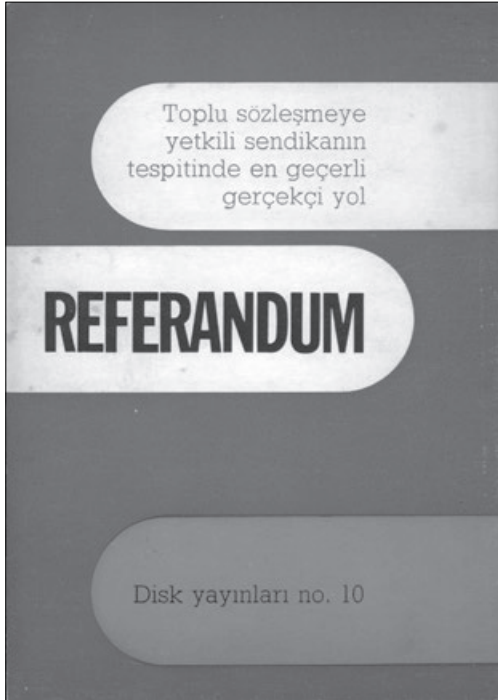 Toplu sözleşmeye
yetkili sendikanın
tespitinde en geçerli
gerçekçi yol
REFERANDUM
Disk yayınları no. 10